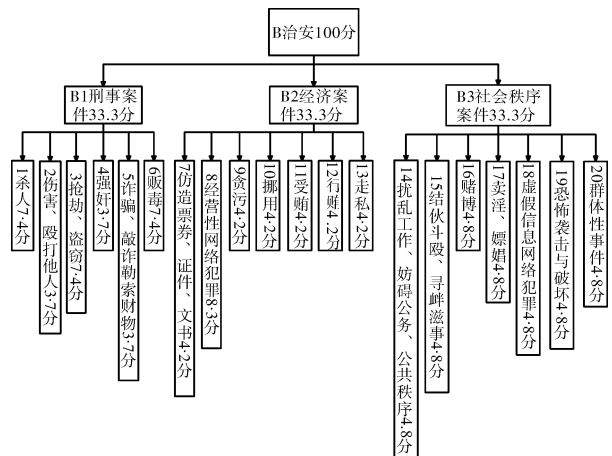 B治安100分
B1刑事案
件33.3分
B2经济案
件33.3分
B3社会秩序
案件33.3分
1杀人7·4分
2伤害、殴打他人3·7分
3抢劫、盗窃7·4分
4强奸3·7分
5诈骗、敲诈勒索财物3·7分
6贩毒7·4分
7仿造票券、证件、文书4·2分
8经营性网络犯罪8·3分
9贪污4·2分
10挪用4·2分
11受贿4·2分
12行贿4.2分
13走私4·2分
14扰乱工作、妨碍公务、公共秩序4·8分
15结伙斗殴、寻衅滋事4·8分
16赌博4·8分
17卖淫、嫖娼4·8分
18虚假信息网络犯罪4·8分
19恐怖袭击与破坏4·8分
20群体性事件4·8分